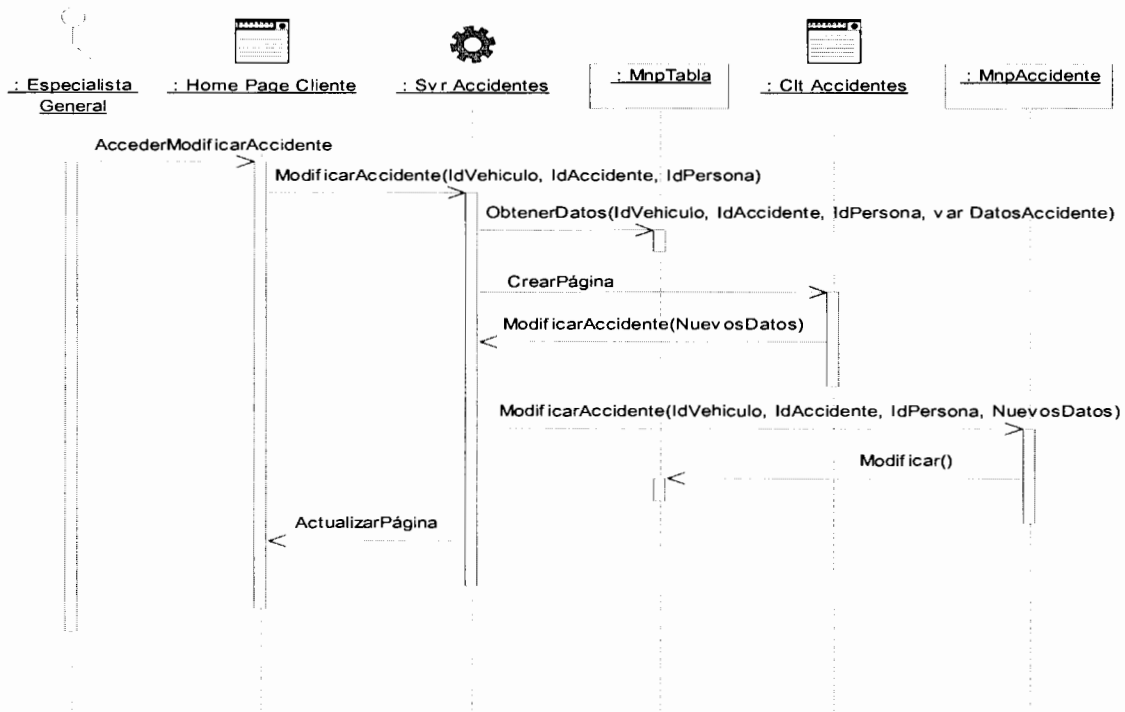 : Especialista
General
: Home Page Cliente
: Svr Accidentes
: MnpTabla
: Clt Accidentes
: MnpAccidente
AccederModificarAccidente
ModificarAccidente(IdVehiculo, IdAccidente, IdPersona)
ObtenerDatos(IdVehiculo, IdAccidente, IdPersona, var DatosAccidente)
CrearPágina
ModificarAccidente(NuevosDatos)
ModificarAccidente(IdVehiculo, IdAccidente, IdPersona, NuevosDatos)
Modificar()
ActualizarPágina